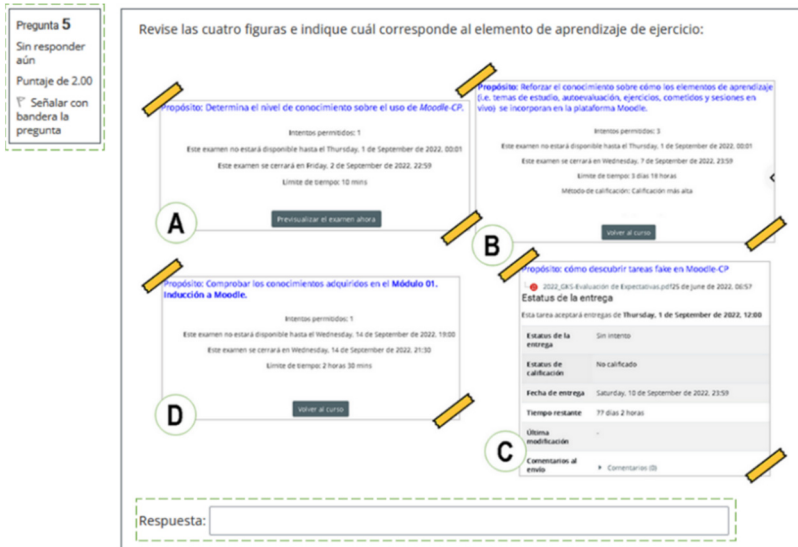 Pregunta 5
Sin responder
aún
Puntaje de 2.00
Señalar con
bandera la
pregunta
Revise las cuatro figuras e indique cuál corresponde al elemento de aprendizaje de ejercicio:
Propósito: Determina el nivel de conocimiento sobre el uso de Moodle-CP.
Intentos permitidos: 1
Este examen no estará disponible hasta el Thursday, 1 de September de 2022, 00:01
Este examen se cerrará en Friday, 2 de September de 2022, 22:59
Límite de tiempo: 10 mins
Previsualizar el examen ahora
A
Propósito: Reforzar el conocimiento sobre cómo los elementos de aprendizaje
(i.e. temas de estudio, autoevaluación, ejercicios, cometidos y sesiones en
vivo) se incorporan en la plataforma Moodle.
Intentos permitidos: 3
Este examen no estará disponible hasta el Thursday, 1 de September de 2022, 00:01
Este examen se cerrará en Wednesday, 7 de September de 2022, 23:59
Límite de tiempo: 3 días 18 horas
Método de calificación: Calificación más alta
Volver al curso
B
Propósito: Comprobar los conocimientos adquiridos en el Módulo 01.
Inducción a Moodle.
Intentos permitidos: 1
Este examen no estará disponible hasta el Wednesday, 14 de September de 2022, 19:00
Este examen se cerrará en Wednesday, 14 de September de 2022, 21:30
Límite de tiempo: 2 horas 30 mins
Volver al curso
D
Propósito: cómo descubrir tareas fake en Moodle-CP
2022_GKS-Evaluación de Expectativas.pdf25 de June de 2022, 06:57
Estatus de la entrega
Esta tarea aceptará entregas de Thursday, 1 de September de 2022, 12:00
Estatus de la entrega Sin intento
Estatus de calificación No calificado
Fecha de entrega Saturday, 10 de September de 2022, 23:59
Tiempo restante 77 días 2 horas
Última modificación -
Comentarios al envío Comentarios (0)
C
Respuesta: